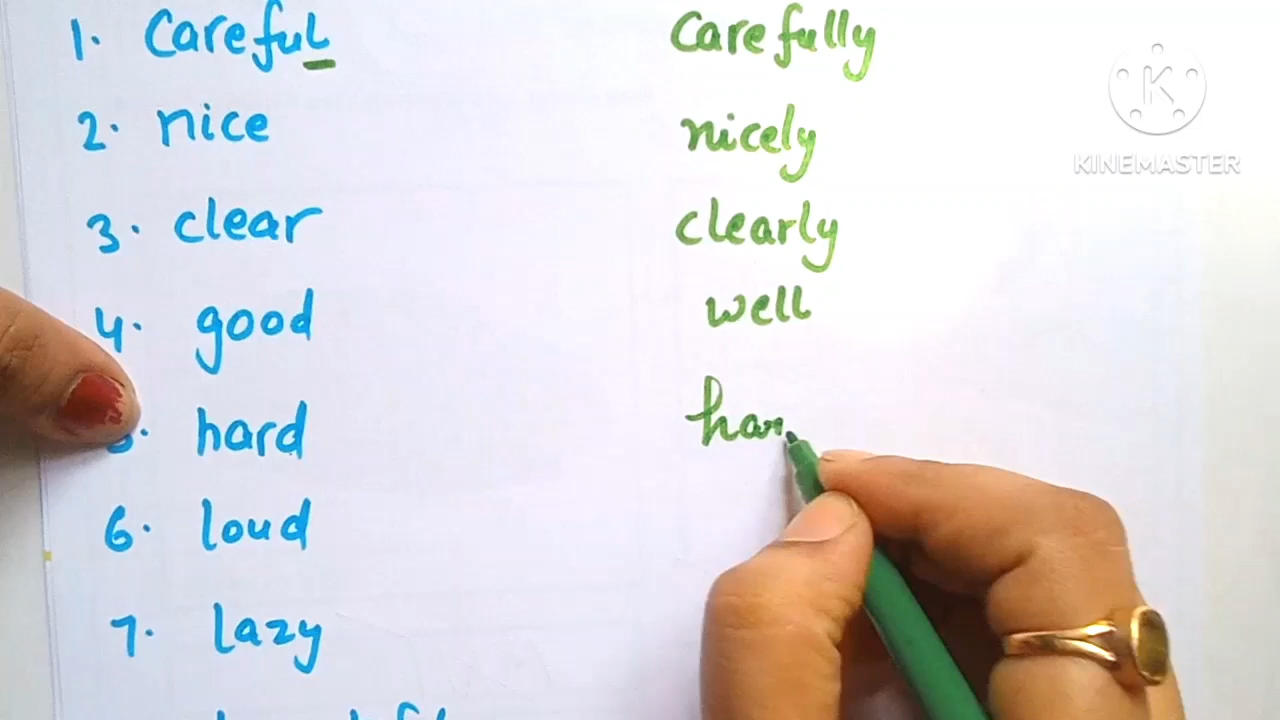 1. Careful carefully
2. nice nicely
3. clear clearly
4. good well
hard har
6. loud
7. lazy
K
KINEMASTER